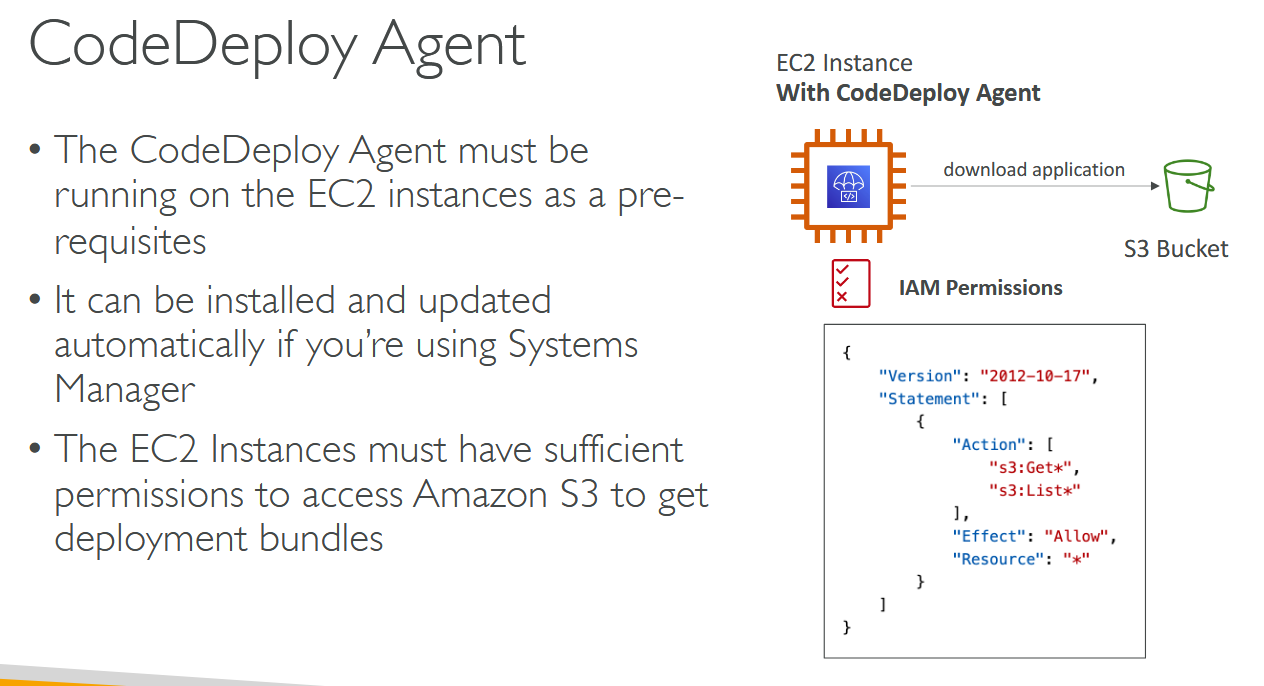 CodeDeploy Agent
• The CodeDeploy Agent must be
running on the EC2 instances as a pre-
requisites
• It can be installed and updated
automatically if you’re using Systems
Manager
• The EC2 Instances must have sufficient
permissions to access Amazon S3 to get
deployment bundles
EC2 Instance
With CodeDeploy Agent
</>
download application
S3 Bucket
IAM Permissions
{
    "Version": "2012-10-17",
    "Statement": [
        {
            "Action": [
                "s3:Get*",
                "s3:List*"
            ],
            "Effect": "Allow",
            "Resource": "*"
        }
    ]
}